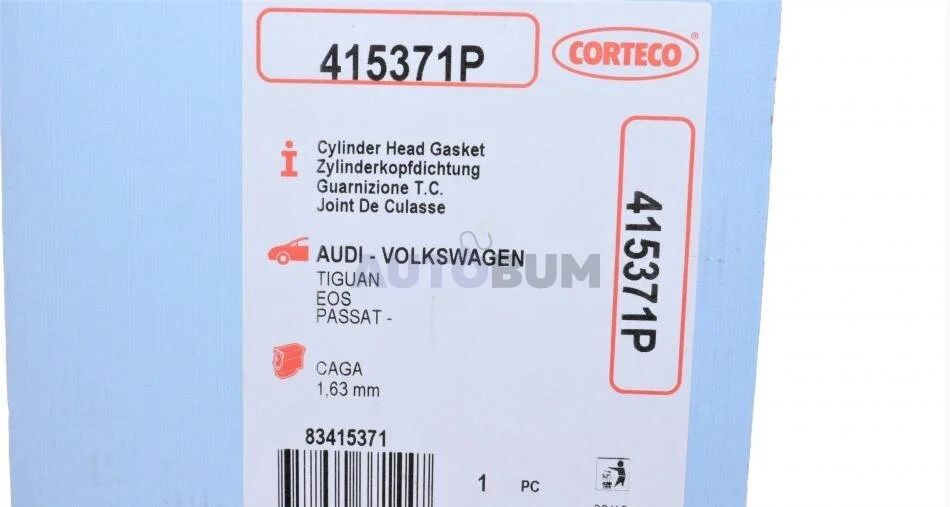 415371P
CORTECO®
Cylinder Head Gasket
Zylinderkopfdichtung
Guarnizione T.C.
Joint De Culasse
415371P
AUDI - VOLKSWAGEN
AUTOBUM
TIGUAN
EOS
PASSAT -
CAGA
1,63 mm
83415371
1 PC